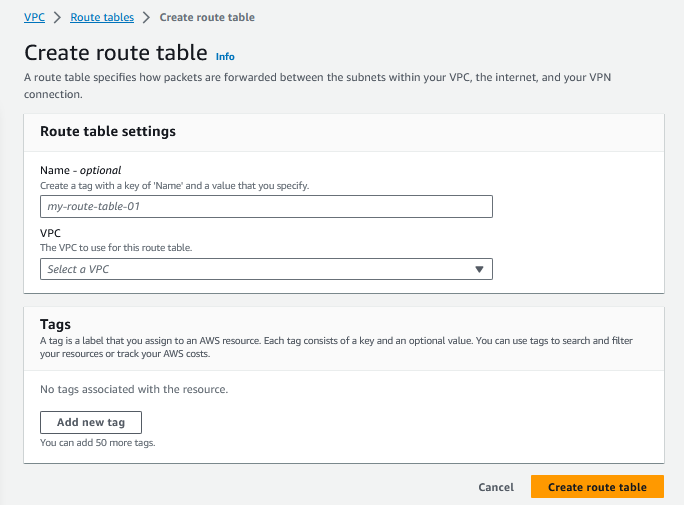 VPC > Route tables > Create route table
Create route table Info
A route table specifies how packets are forwarded between the subnets within your VPC, the internet, and your VPN
connection.
Route table settings
Name - optional
Create a tag with a key of 'Name' and a value that you specify.
my-route-table-01
VPC
The VPC to use for this route table.
Select a VPC
Tags
A tag is a label that you assign to an AWS resource. Each tag consists of a key and an optional value. You can use tags to search and filter
your resources or track your AWS costs.
No tags associated with the resource.
Add new tag
You can add 50 more tags.
Cancel Create route table